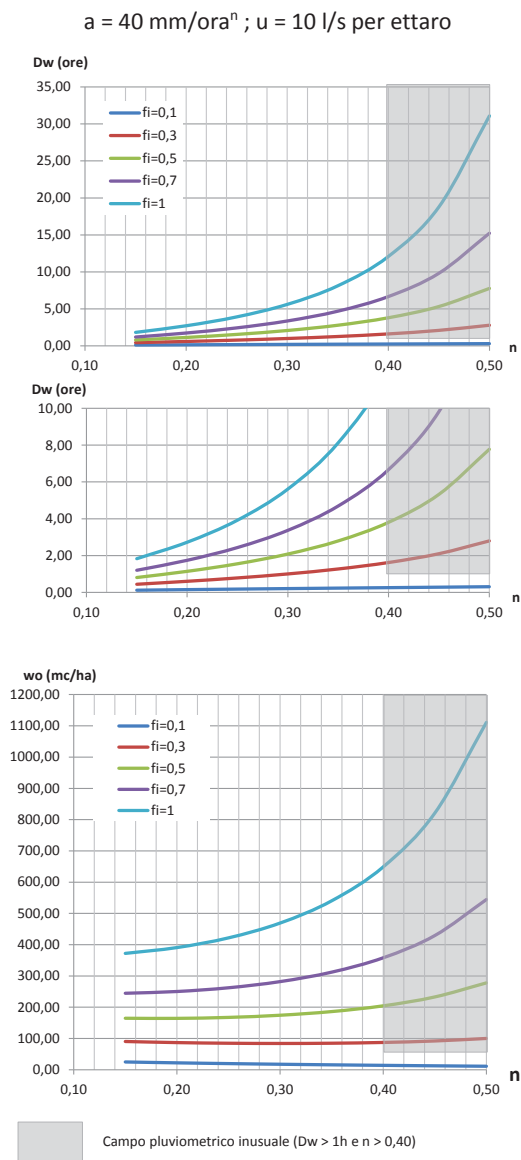 a = 40 mm/oraⁿ ; u = 10 l/s per ettaro
Dw (ore)
35,00
30,00
25,00
20,00
15,00
10,00
5,00
0,00
fi=0,1
fi=0,3
fi=0,5
fi=0,7
fi=1
0,10 0,20 0,30 0,40 0,50
n
Dw (ore)
10,00
8,00
6,00
4,00
2,00
0,00
0,10 0,20 0,30 0,40 0,50
n
wo (mc/ha)
1200,00
1100,00
1000,00
900,00
800,00
700,00
600,00
500,00
400,00
300,00
200,00
100,00
0,00
fi=0,1
fi=0,3
fi=0,5
fi=0,7
fi=1
0,10 0,20 0,30 0,40 0,50
n
Campo pluviometrico inusuale (Dw > 1h e n > 0,40)